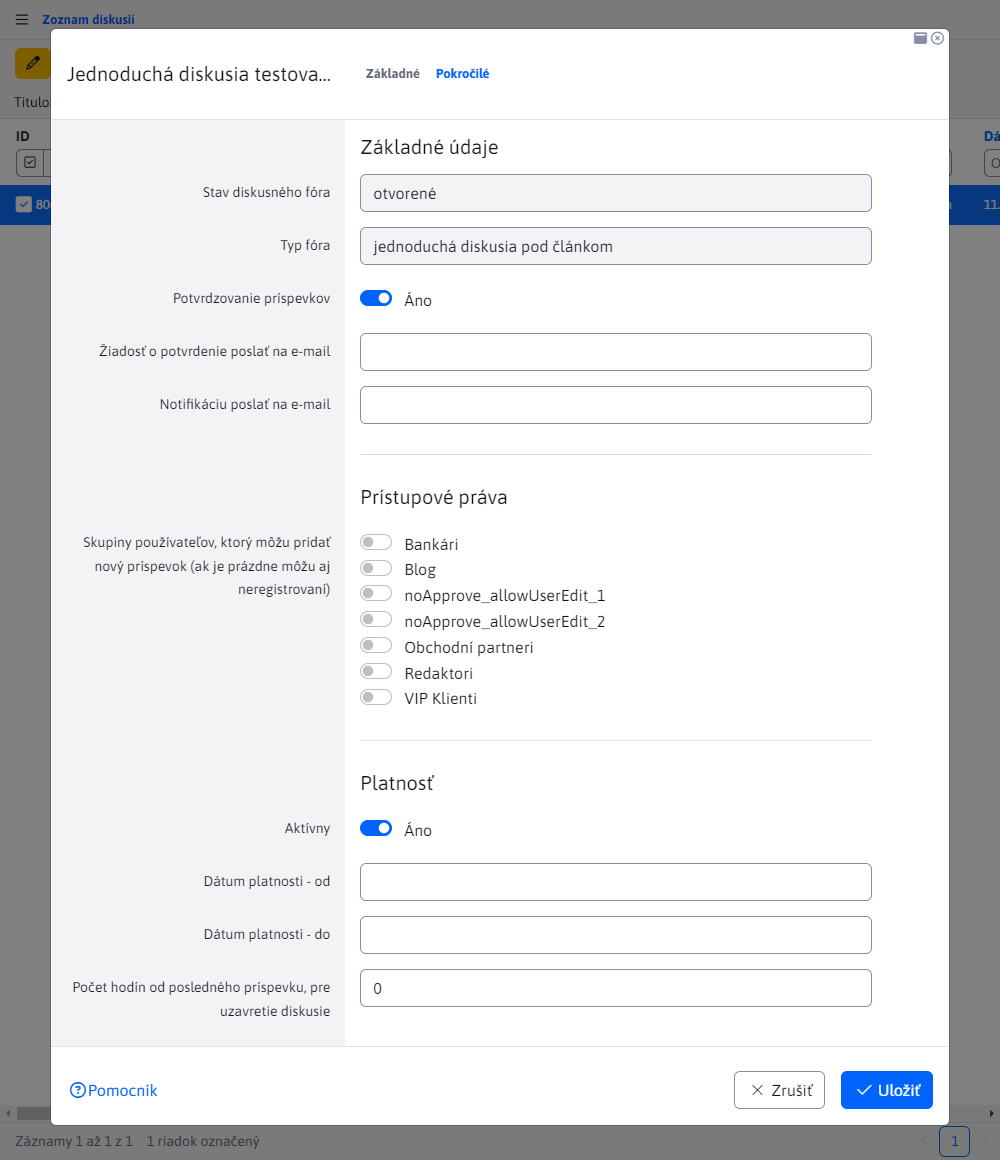 Zoznam diskusií
Jednoduchá diskusia testova...
Základné
Pokročilé
ID
Základné údaje
Stav diskusného fóra
otvorené
Typ fóra
jednoduchá diskusia pod článkom
Potvrdzovanie príspevkov
Áno
Žiadosť o potvrdenie poslať na e-mail
Notifikáciu poslať na e-mail
Prístupové práva
Skupiny používateľov, ktorý môžu pridať
nový príspevok (ak je prázdne môžu aj
neregistrovaní)
Bankári
Blog
noApprove_allowUserEdit_1
noApprove_allowUserEdit_2
Obchodní partneri
Redaktori
VIP Klienti
Platnosť
Aktívny
Áno
Dátum platnosti - od
Dátum platnosti - do
Počet hodín od posledného príspevku, pre
uzavretie diskusie
0
Pomocník
Zrušiť
Uložiť
Záznamy 1 až 1 z 1
1 riadok označený
1